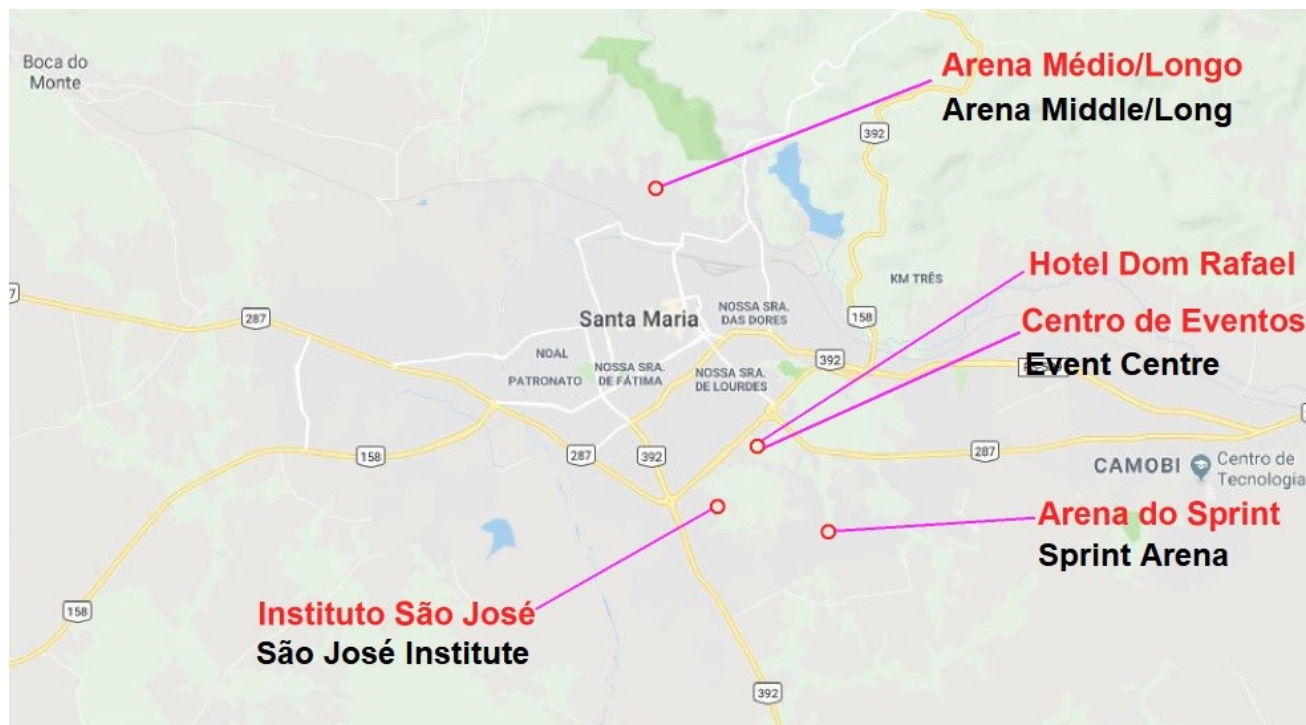 Boca do
Monte
Arena Médio/Longo
Arena Middle/Long
392
Hotel Dom Rafael
KM TRÊS
7
287
Santa Maria
NOSSA SRA.
DAS DORES
158
Centro de Eventos
Event Centre
NOAL
PATRONATO
NOSSA SRA.
DE FÁTIMA
NOSSA SRA.
DE LOURDES
392
158
287
392
287
CAMOBI
Centro de
Tecnologia
Arena do Sprint
Sprint Arena
Instituto São José
São José Institute
158
392